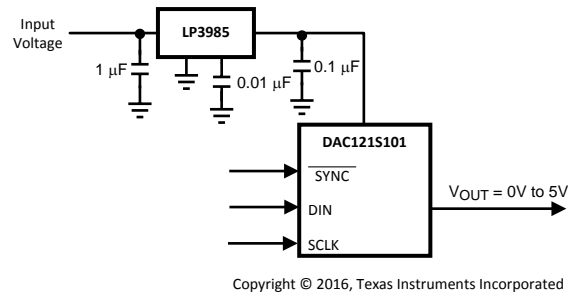 Input
Voltage
LP3985
1 μF
0.01 μF
0.1 μF
DAC121S101
SYNC
DIN
SCLK
VOUT = 0V to 5V
Copyright © 2016, Texas Instruments Incorporated